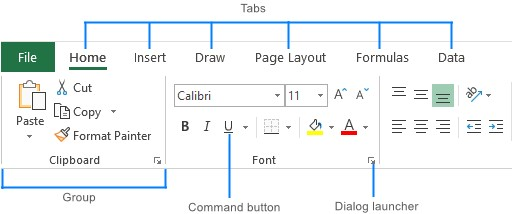 Tabs
File Home Insert Draw Page Layout Formulas Data
Cut
Calibri 11 A A ab
Copy
Paste
Format Painter
B I U A
Clipboard Font
Group
Command button Dialog launcher